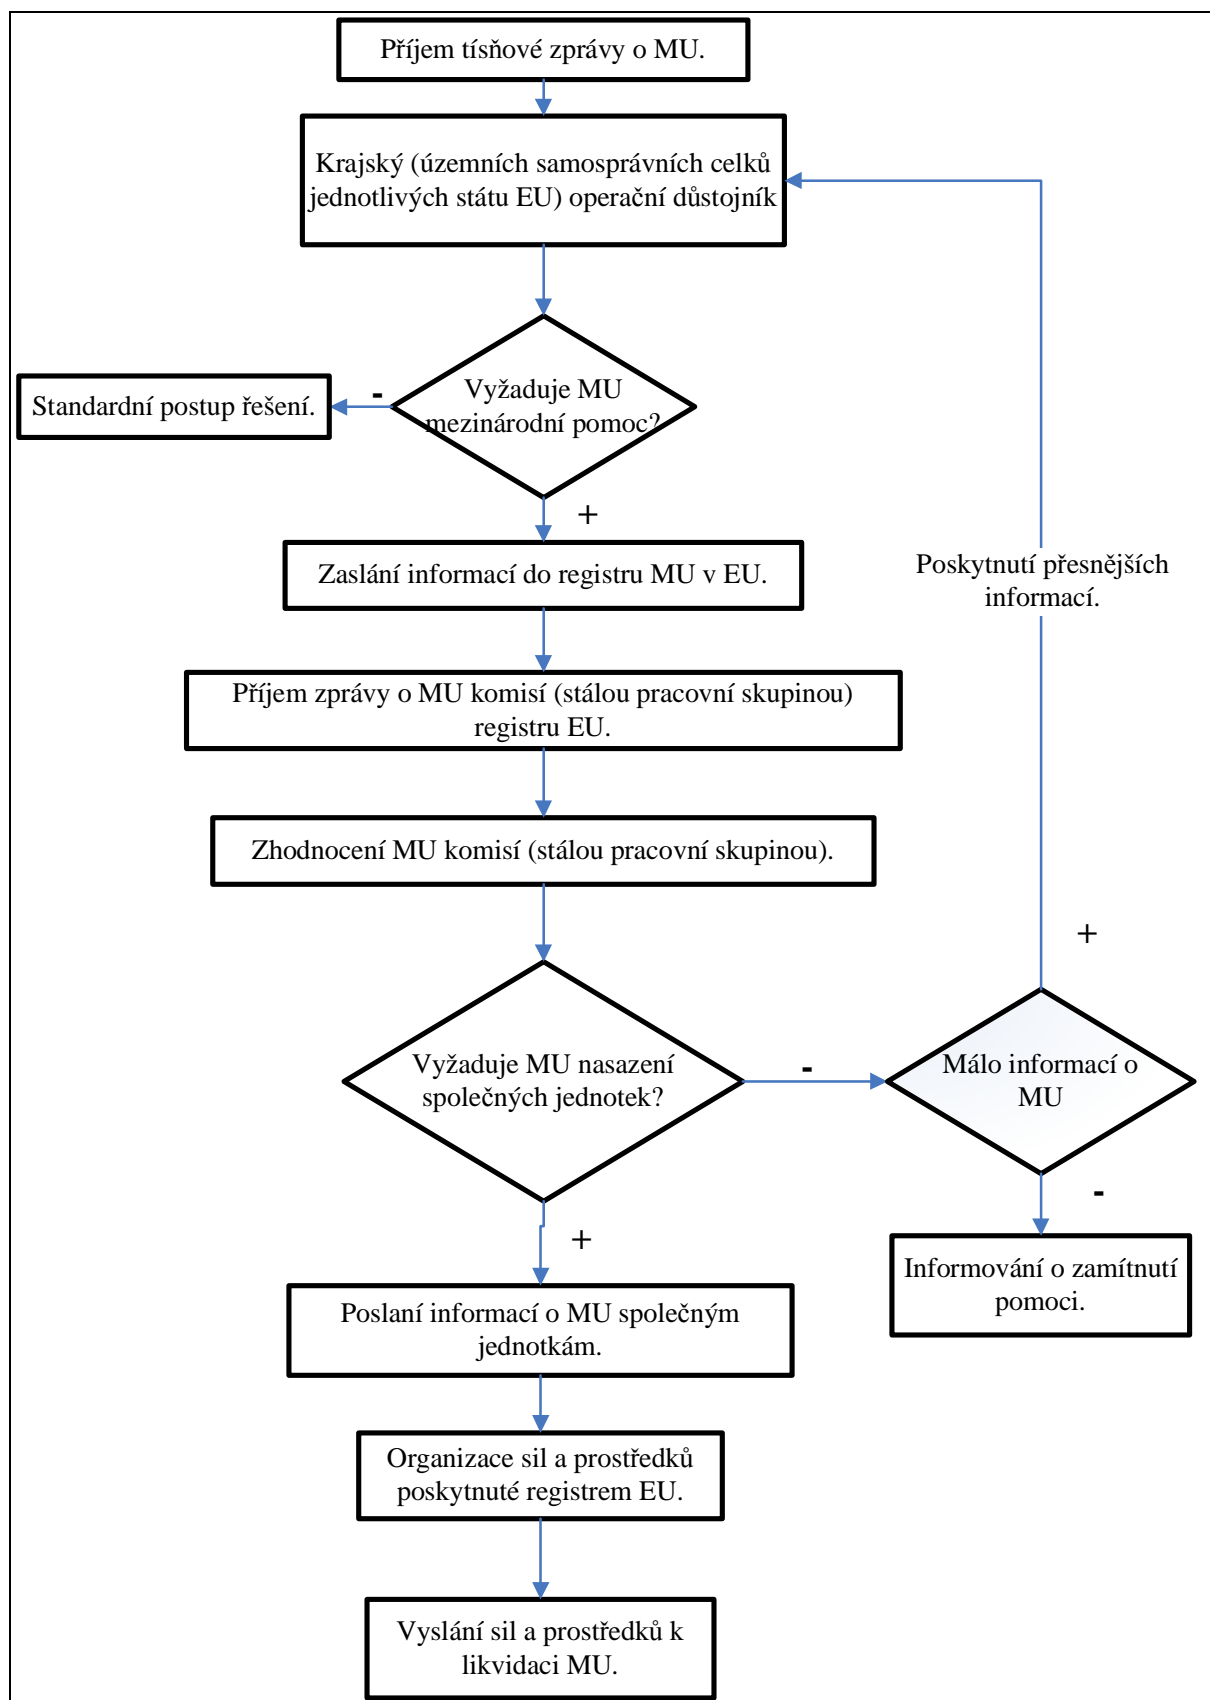 Příjem tísňové zprávy o MU.
Krajský (územních samosprávních celků
jednotlivých státu EU) operační důstojník
Vyžaduje MU
mezinárodní pomoc?
-
Standardní postup řešení.
+
Zaslání informací do registru MU v EU.
Poskytnutí přesnějších
informací.
Příjem zprávy o MU komisí (stálou pracovní skupinou)
registru EU.
Zhodnocení MU komisí (stálou pracovní skupinou).
+
Vyžaduje MU nasazení
společných jednotek?
-
Málo informací o
MU
-
+
Informování o zamítnutí
pomoci.
Poslaní informací o MU společným
jednotkám.
Organizace sil a prostředků
poskytnuté registrem EU.
Vyslání sil a prostředků k
likvidaci MU.